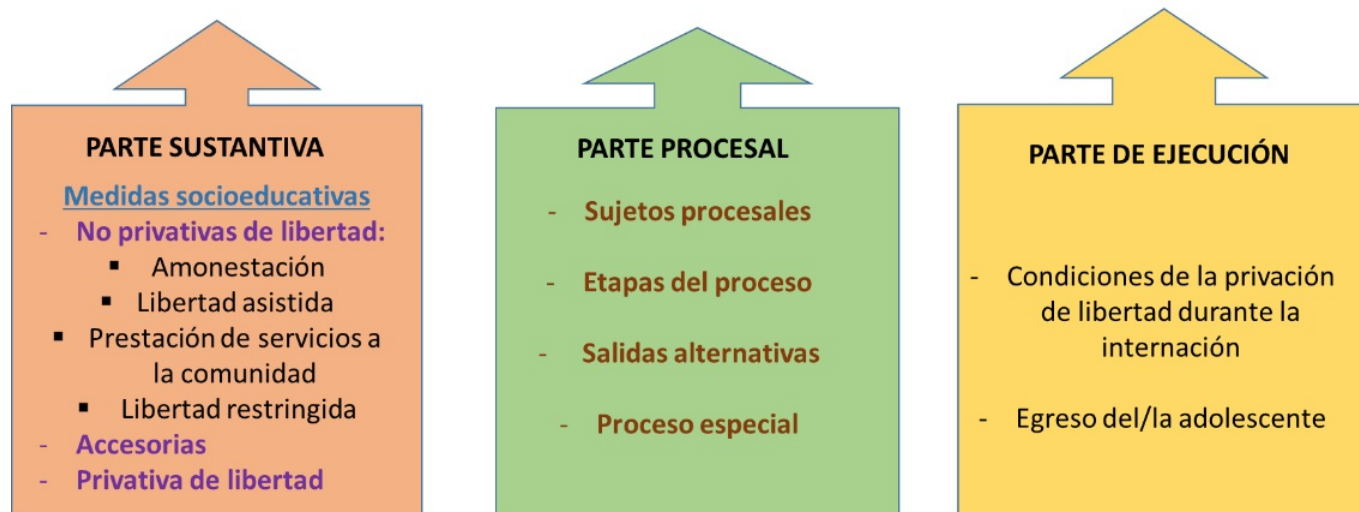 PARTE SUSTANTIVA
Medidas socioeducativas
- No privativas de libertad:
▪ Amonestación
▪ Libertad asistida
▪ Prestación de servicios a
la comunidad
▪ Libertad restringida
- Accesorias
- Privativa de libertad
PARTE PROCESAL
- Sujetos procesales
- Etapas del proceso
- Salidas alternativas
- Proceso especial
PARTE DE EJECUCIÓN
- Condiciones de la privación
de libertad durante la
internación
- Egreso del/la adolescente